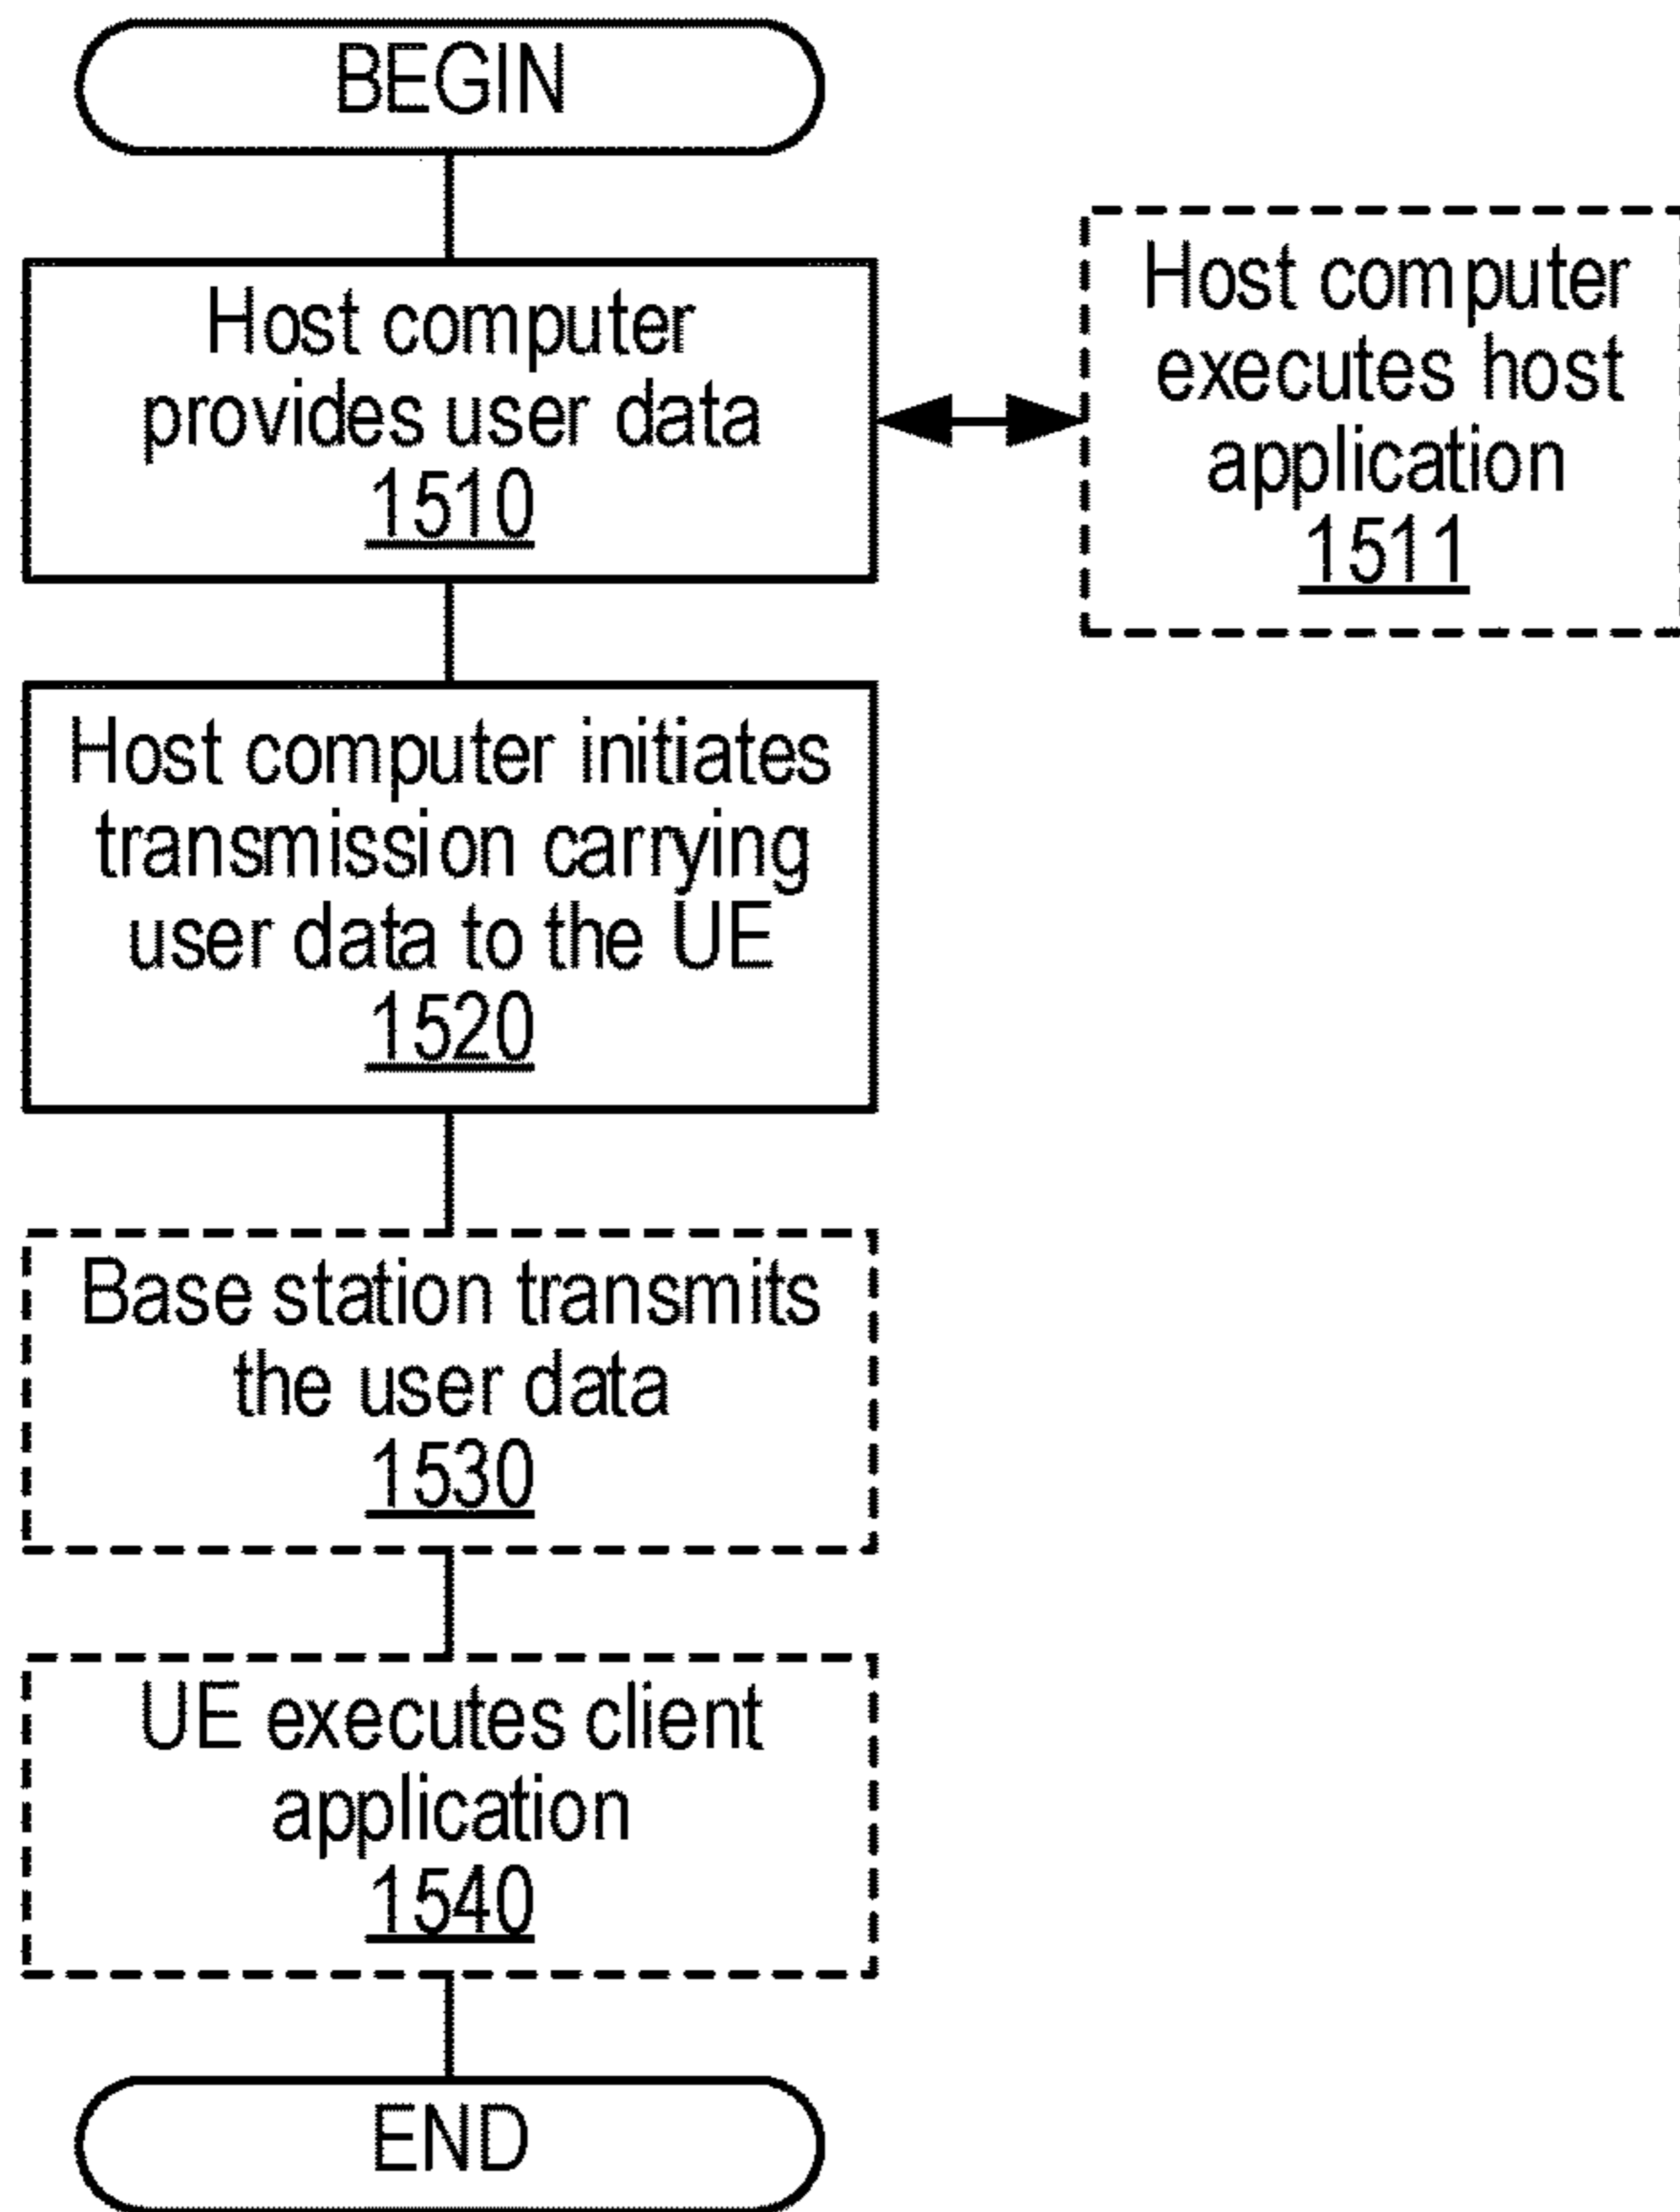 BEGIN
Host computer
provides user data
1510
Host computer
executes host
application
1511
Host computer initiates
transmission carrying
user data to the UE
1520
Base station transmits
the user data
1530
UE executes client
application
1540
END